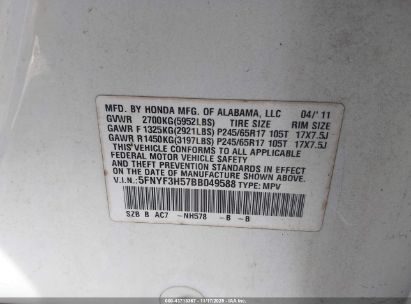 MFD. BY HONDA MFG. OF ALABAMA, LLC 04/'11
GVWR 2700KG(5952LBS) TIRE SIZE RIM SIZE
GAWR F 1325KG(2921LBS) P245/65R17 105T 17X7.5J
GAWR R1450KG(3197LBS) P245/65R17 105T 17X7.5J
THIS VEHICLE CONFORMS TO ALL APPLICABLE
FEDERAL MOTOR VEHICLE SAFETY AND
THEFT PREVENTION STANDARDS IN EFFECT ON
THE DATE OF MANUFACTURE SHOWN ABOVE.
V.I.N.:5FNYF3H57BB049588 TYPE: MPV
SZB B AC7 -NH578 -B -B